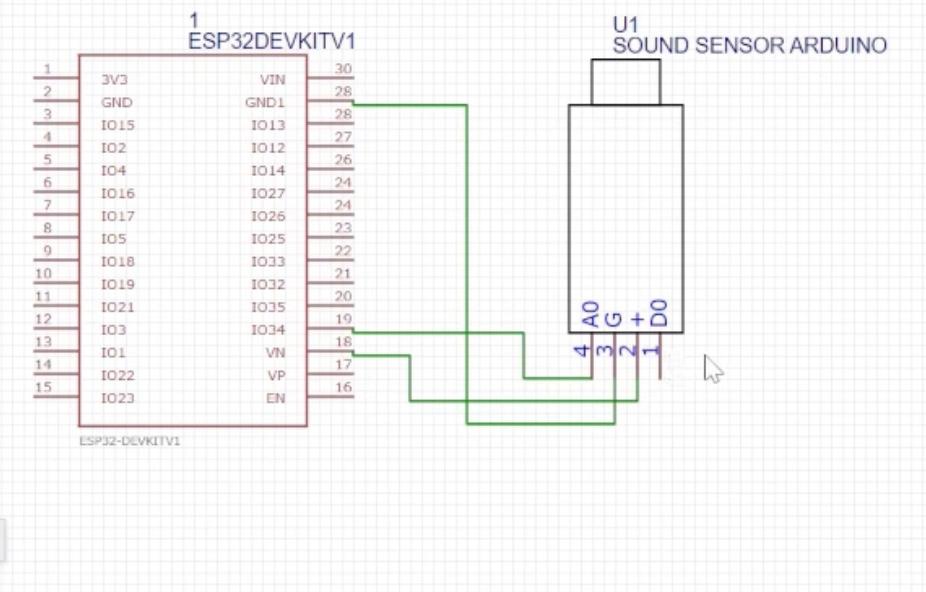 1
ESP32DEVKITV1
1 3V3 VIN 30
2 GND GND1 28
3 IO15 IO13 28
4 IO2 IO12 27
5 IO4 IO14 26
6 IO16 IO27 24
7 IO17 IO26 24
8 IO5 IO25 23
9 IO18 IO33 22
10 IO19 IO32 21
11 IO21 IO35 20
12 IO3 IO34 19
13 IO1 VN 18
14 IO22 VP 17
15 IO23 EN 16
ESP32-DEVKITV1
U1
SOUND SENSOR ARDUINO
A0 G + D0
4 3 2 1